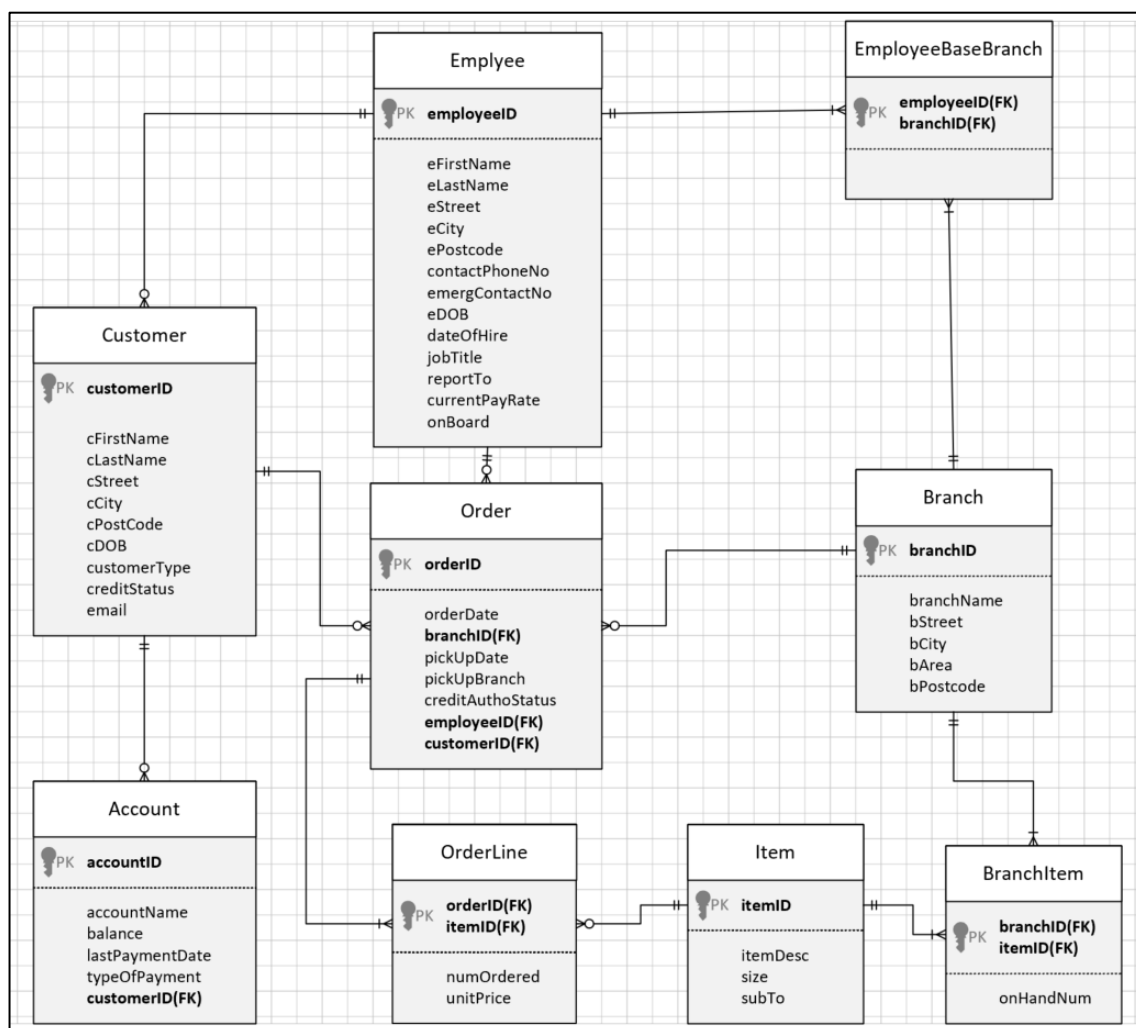 Emplyee
PK employeeID
eFirstName
eLastName
eStreet
eCity
ePostcode
contactPhoneNo
emergContactNo
eDOB
dateOfHire
jobTitle
reportTo
currentPayRate
onBoard
EmployeeBaseBranch
PK
employeeID(FK)
branchID(FK)
Customer
PK customerID
cFirstName
cLastName
cStreet
cCity
cPostCode
cDOB
customerType
creditStatus
email
Order
PK orderID
orderDate
branchID(FK)
pickUpDate
pickUpBranch
creditAuthoStatus
employeeID(FK)
customerID(FK)
Branch
PK branchID
branchName
bStreet
bCity
bArea
bPostcode
Account
PK accountID
accountName
balance
lastPaymentDate
typeOfPayment
customerID(FK)
OrderLine
PK
orderID(FK)
itemID(FK)
numOrdered
unitPrice
Item
PK itemID
itemDesc
size
subTo
BranchItem
PK
branchID(FK)
itemID(FK)
onHandNum